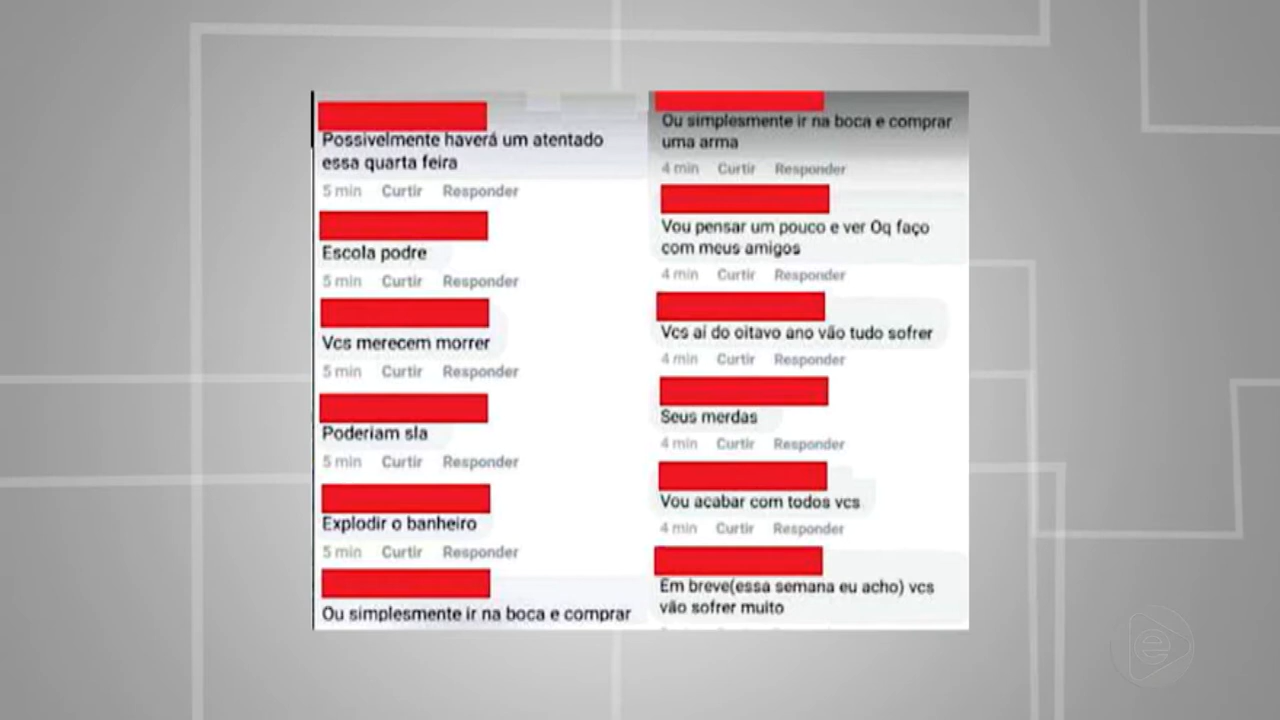 Possivelmente haverá um atentado
essa quarta feira
5 min Curtir Responder
Escola podre
5 min Curtir Responder
Vcs merecem morrer
5 min Curtir Responder
Poderiam sla
5 min Curtir Responder
Explodir o banheiro
5 min Curtir Responder
Ou simplesmente ir na boca e comprar
Ou simplesmente ir na boca e comprar
uma arma
4 min Curtir Responder
Vou pensar um pouco e ver Oq faço
com meus amigos
4 min Curtir Responder
Vcs aí do oitavo ano vão tudo sofrer
4 min Curtir Responder
Seus merdas
4 min Curtir Responder
Vou acabar com todos vcs
4 min Curtir Responder
Em breve(essa semana eu acho) vcs
vão sofrer muito
e